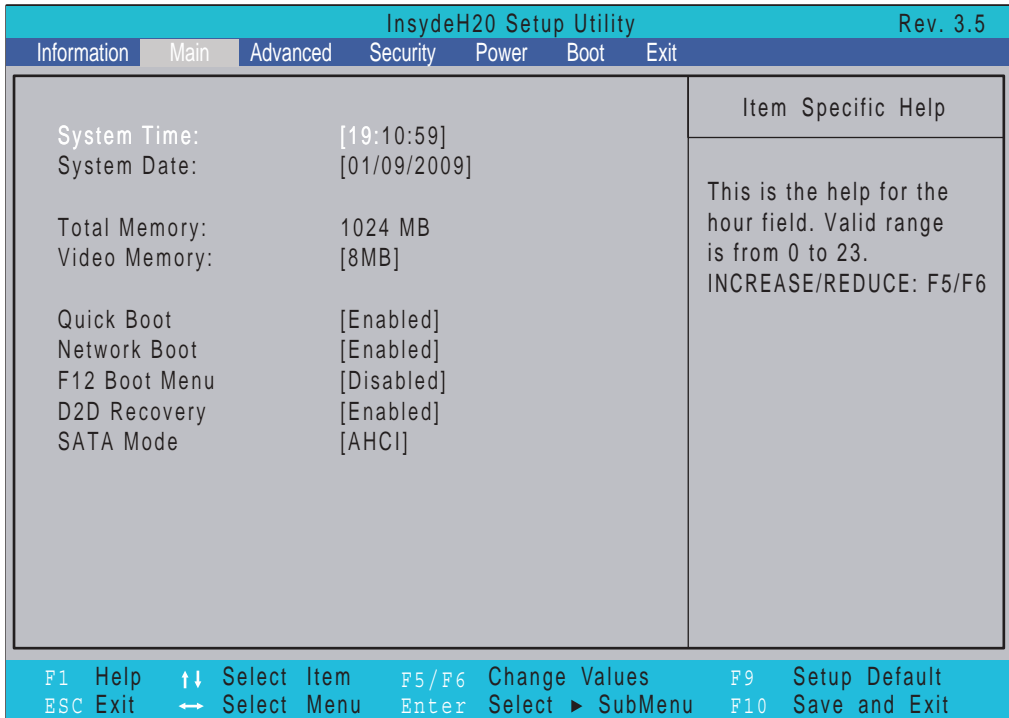 InsydeH20 Setup Utility Rev. 3.5
Information Main Advanced Security Power Boot Exit
System Time: [19:10:59]
System Date: [01/09/2009]
Total Memory: 1024 MB
Video Memory: [8MB]
Quick Boot [Enabled]
Network Boot [Enabled]
F12 Boot Menu [Disabled]
D2D Recovery [Enabled]
SATA Mode [AHCI]
Item Specific Help
This is the help for the
hour field. Valid range
is from 0 to 23.
INCREASE/REDUCE: F5/F6
F1 Help ↑↓ Select Item F5/F6 Change Values F9 Setup Default
ESC Exit ↔ Select Menu Enter Select ► SubMenu F10 Save and Exit